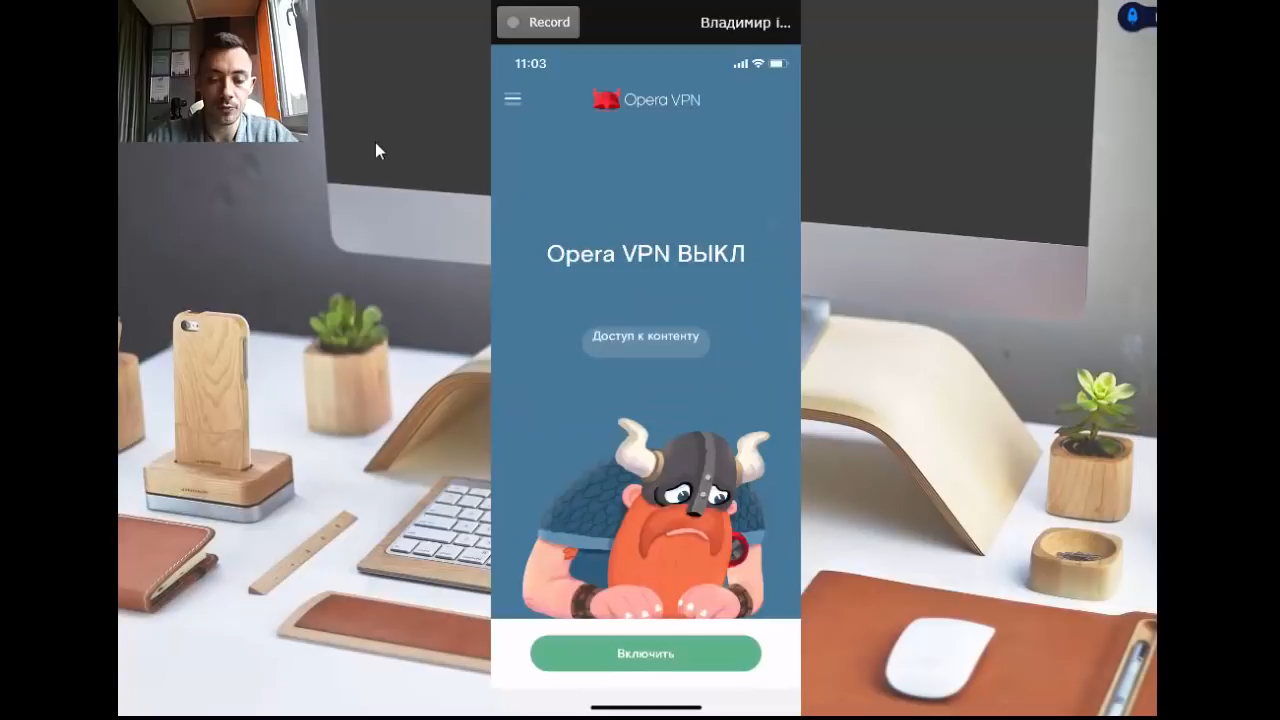 Record
Владимир i...
11:03
Opera VPN
Opera VPN ВЫКЛ
Доступ к контенту
Включить